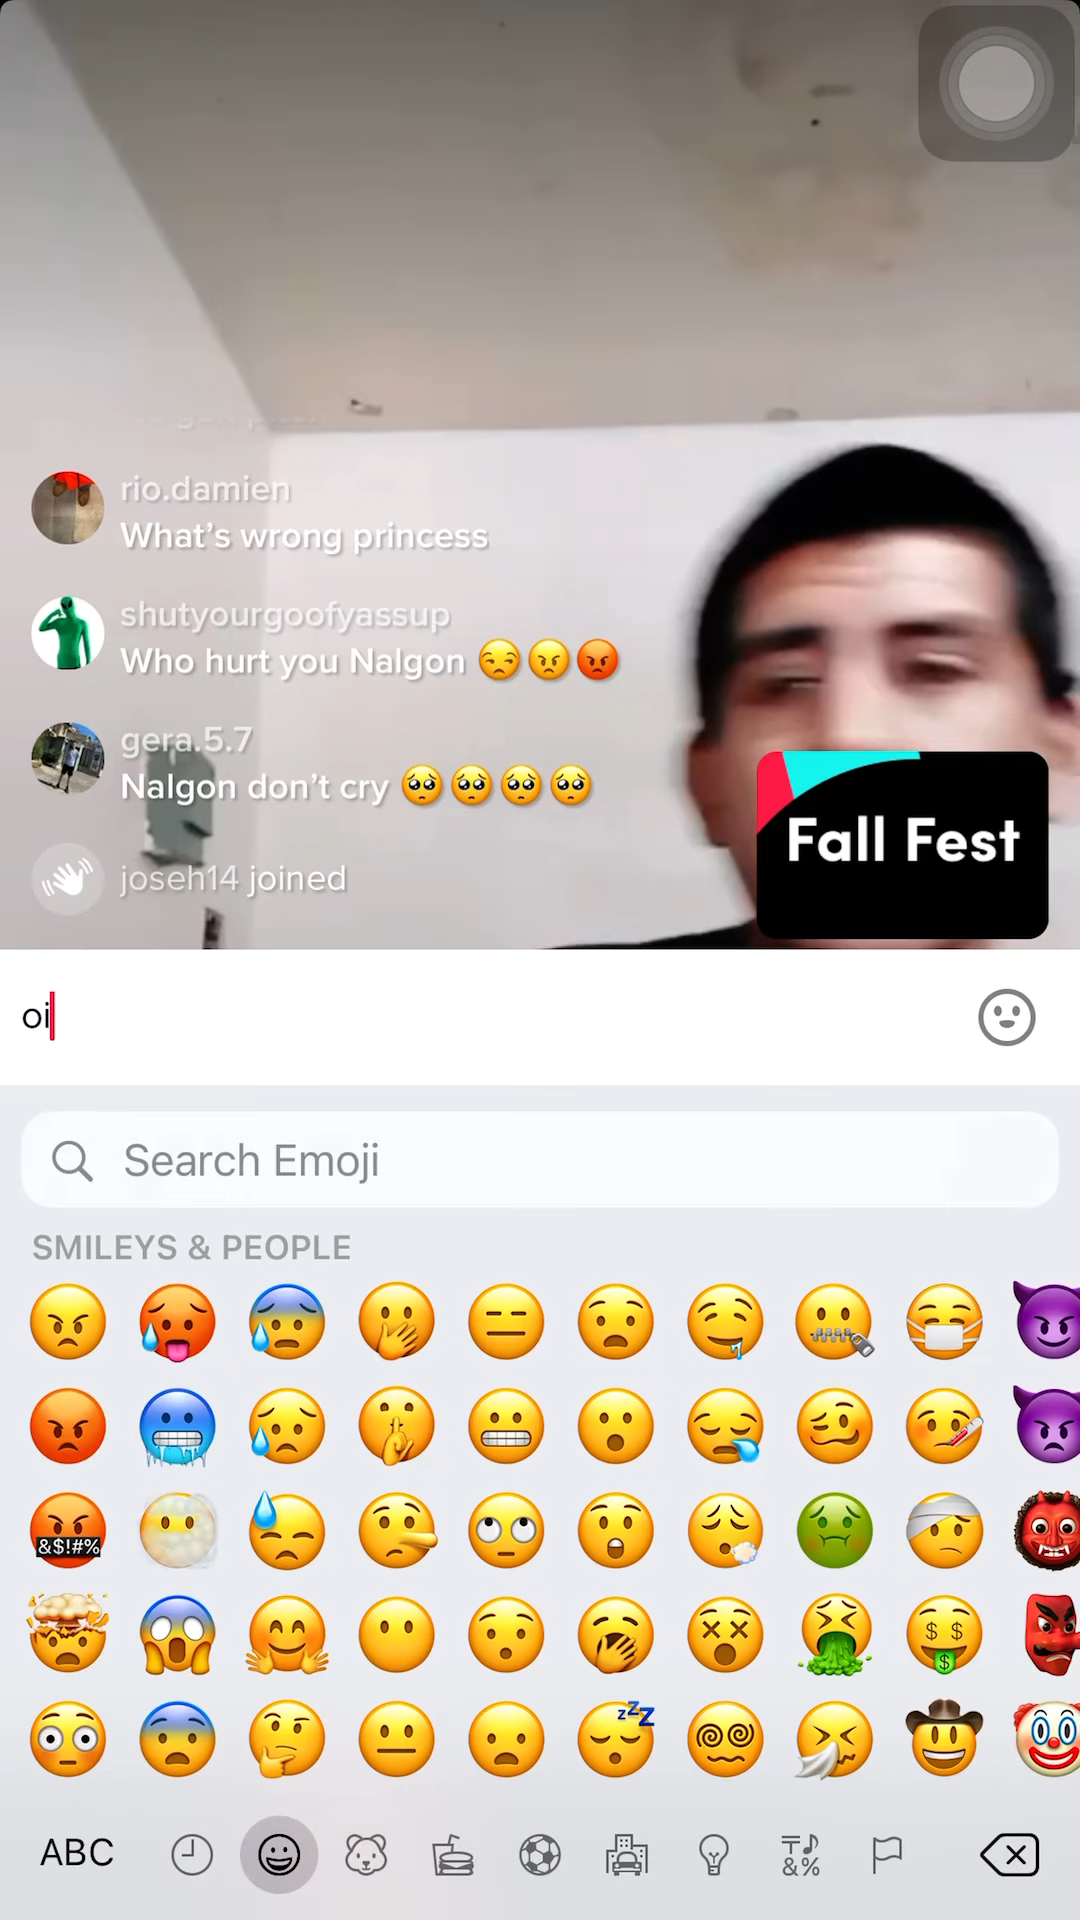 rio.damien
What's wrong princess
shutyourgoofyassup
Who hurt you Nalgon 😒😠😡
gera.5.7
Nalgon don't cry 🥺🥺🥺🥺
joseh14 joined
Fall Fest
oi
Search Emoji
SMILEYS & PEOPLE
&$!#%
$ $
$
zzZ
ABC
&%